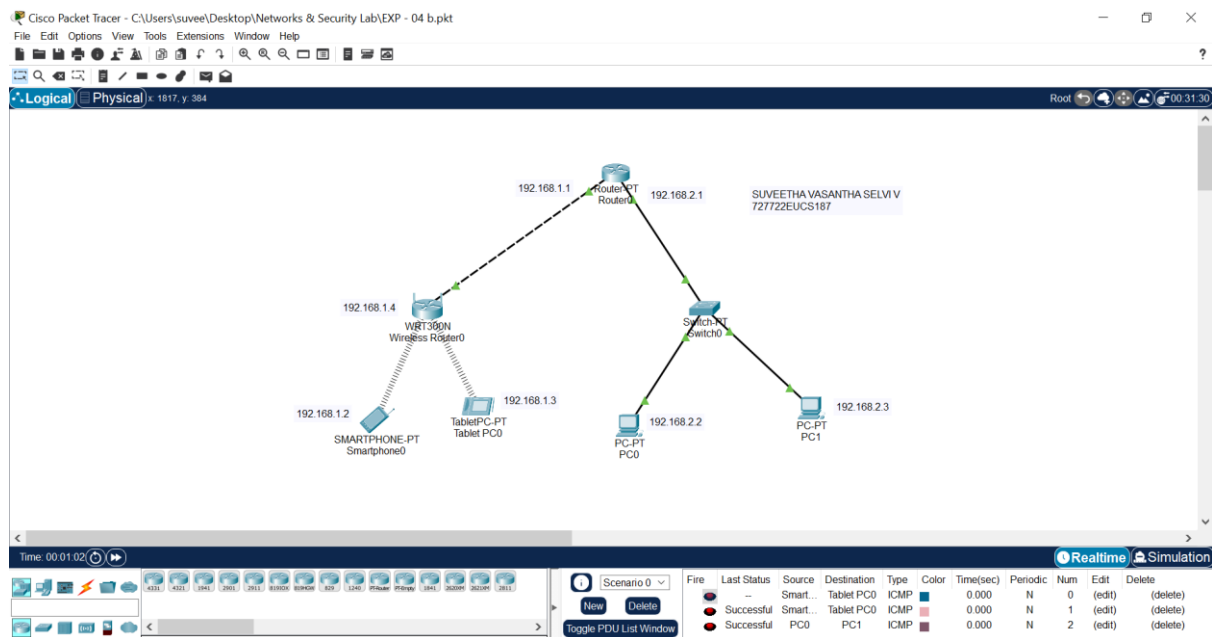 Cisco Packet Tracer - C:\Users\suvee\Desktop\Networks & Security Lab\EXP - 04 b.pkt
File Edit Options View Tools Extensions Window Help
?
Logical Physical x: 1817, y: 384 Root 00:31:30
192.168.1.1
Router-PT
Router0
192.168.2.1
SUVEETHA VASANTHA SELVI V
727722EUCS187
192.168.1.4
WRT300N
Wireless Router0
Switch-PT
Switch0
192.168.1.2
SMARTPHONE-PT
Smartphone0
192.168.1.3
TabletPC-PT
Tablet PC0
192.168.2.2
PC-PT
PC0
192.168.2.3
PC-PT
PC1
Time: 00:01:02 Realtime Simulation
4331 4321 1941 2901 2911 819IOX 819HGW 829 1240 PT-Router PT-Empty 1841 2620XM 2621XM 2811
Scenario 0
New Delete
Toggle PDU List Window
Fire Last Status Source Destination Type Color Time(sec) Periodic Num Edit Delete
-- Smart... Tablet PC0 ICMP 0.000 N 0 (edit) (delete)
Successful Smart... Tablet PC0 ICMP 0.000 N 1 (edit) (delete)
Successful PC0 PC1 ICMP 0.000 N 2 (edit) (delete)